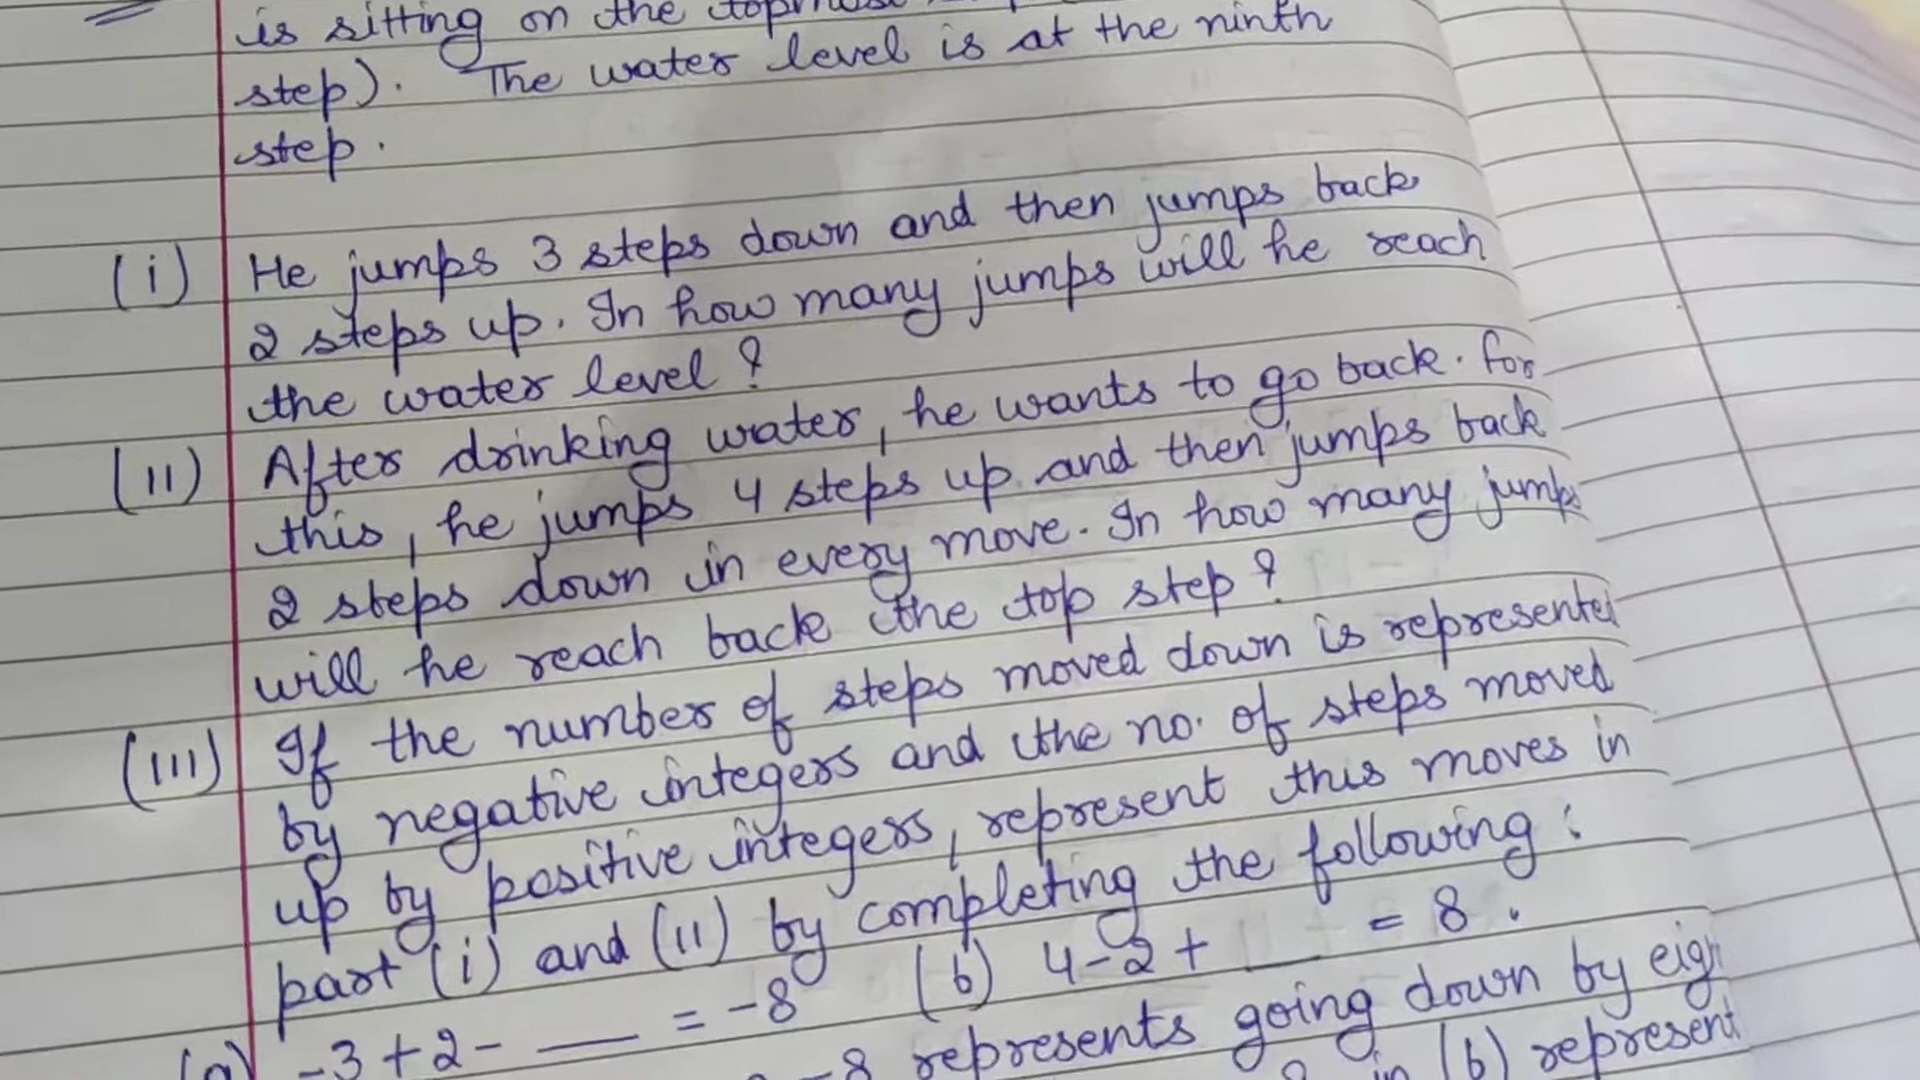 is sitting on the topmost
step). The water level is at the ninth
step.
(i) He jumps 3 steps down and then jumps back
2 steps up. In how many jumps will he reach
the water level?
(II) After drinking water, he wants to go back. for
this, he jumps 4 steps up and then jumps back
2 steps down in every move. In how many jumps
will he reach back the top step?
(III) If the number of steps moved down is represented
by negative integers and the no. of steps moved
up by positive integers, represent this moves in
part (i) and (II) by completing the following:
(a) -3+2- ___ = -8 (b) 4-2+ ___ = 8.
-8 represents going down by eig
in (b) represent